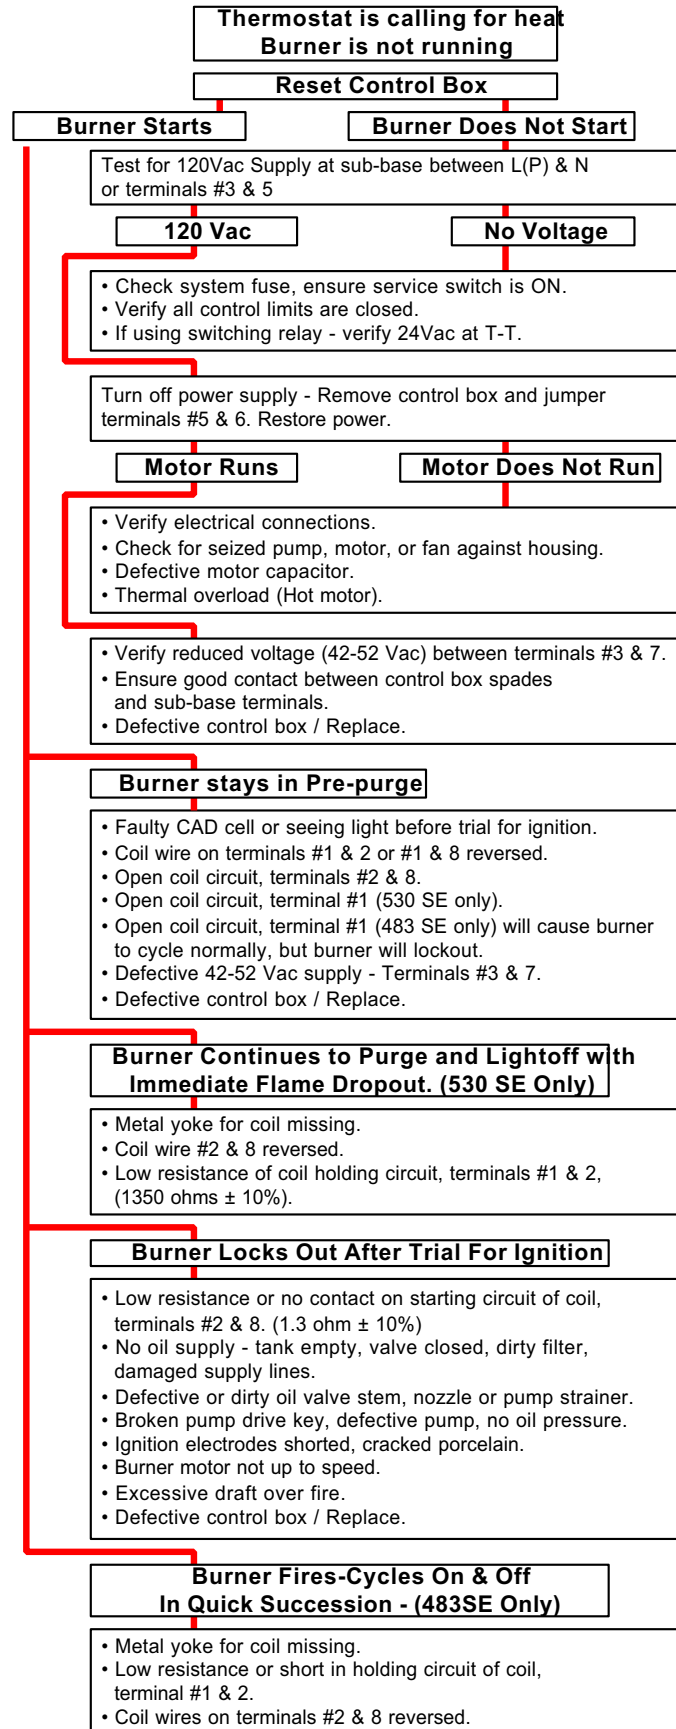 Thermostat is calling for heat
Burner is not running
Reset Control Box
Burner Starts
Burner Does Not Start
Test for 120Vac Supply at sub-base between L(P) & N
or terminals #3 & 5
120 Vac
No Voltage
• Check system fuse, ensure service switch is ON.
• Verify all control limits are closed.
• If using switching relay - verify 24Vac at T-T.
Turn off power supply - Remove control box and jumper
terminals #5 & 6. Restore power.
Motor Runs
Motor Does Not Run
• Verify electrical connections.
• Check for seized pump, motor, or fan against housing.
• Defective motor capacitor.
• Thermal overload (Hot motor).
• Verify reduced voltage (42-52 Vac) between terminals #3 & 7.
• Ensure good contact between control box spades
and sub-base terminals.
• Defective control box / Replace.
Burner stays in Pre-purge
• Faulty CAD cell or seeing light before trial for ignition.
• Coil wire on terminals #1 & 2 or #1 & 8 reversed.
• Open coil circuit, terminals #2 & 8.
• Open coil circuit, terminal #1 (530 SE only).
• Open coil circuit, terminal #1 (483 SE only) will cause burner
to cycle normally, but burner will lockout.
• Defective 42-52 Vac supply - Terminals #3 & 7.
• Defective control box / Replace.
Burner Continues to Purge and Lightoff with
Immediate Flame Dropout. (530 SE Only)
• Metal yoke for coil missing.
• Coil wire #2 & 8 reversed.
• Low resistance of coil holding circuit, terminals #1 & 2,
(1350 ohms ± 10%).
Burner Locks Out After Trial For Ignition
• Low resistance or no contact on starting circuit of coil,
terminals #2 & 8. (1.3 ohm ± 10%)
• No oil supply - tank empty, valve closed, dirty filter,
damaged supply lines.
• Defective or dirty oil valve stem, nozzle or pump strainer.
• Broken pump drive key, defective pump, no oil pressure.
• Ignition electrodes shorted, cracked porcelain.
• Burner motor not up to speed.
• Excessive draft over fire.
• Defective control box / Replace.
Burner Fires-Cycles On & Off
In Quick Succession - (483SE Only)
• Metal yoke for coil missing.
• Low resistance or short in holding circuit of coil,
terminal #1 & 2.
• Coil wires on terminals #2 & 8 reversed.